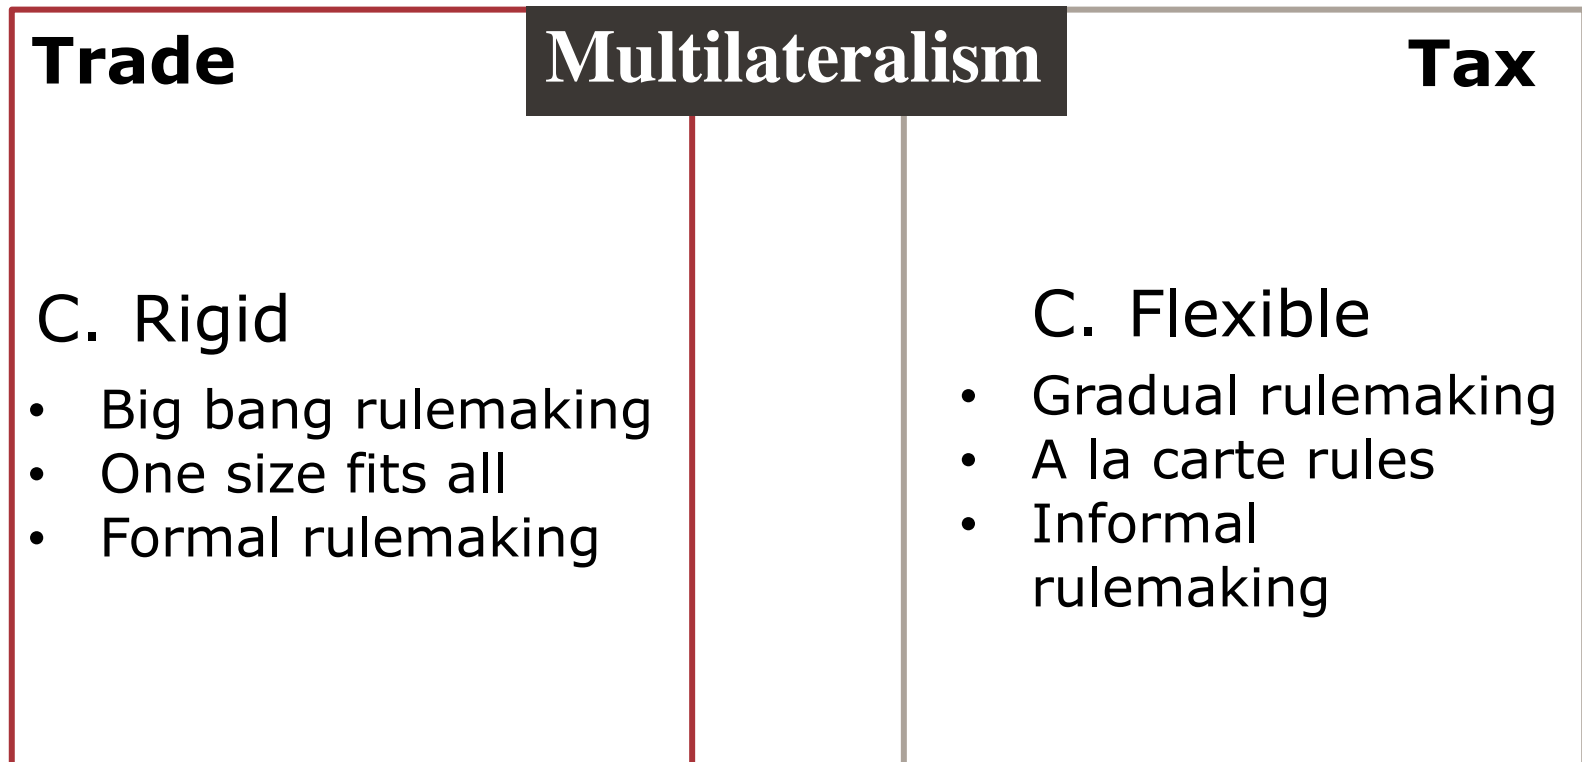 Trade
Multilateralism
Tax
C. Rigid
• Big bang rulemaking
• One size fits all
• Formal rulemaking
C. Flexible
• Gradual rulemaking
• A la carte rules
• Informal
rulemaking